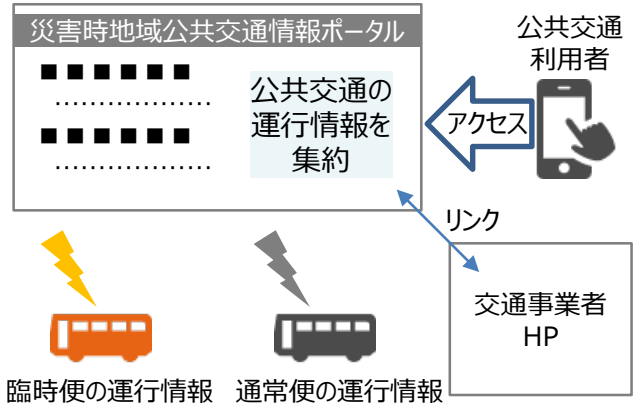 災害時地域公共交通情報ポータル
■■■■■■
………………
■■■■■■
………………
公共交通の
運行情報を
集約
公共交通
利用者
アクセス
リンク
交通事業者
HP
臨時便の運行情報
通常便の運行情報